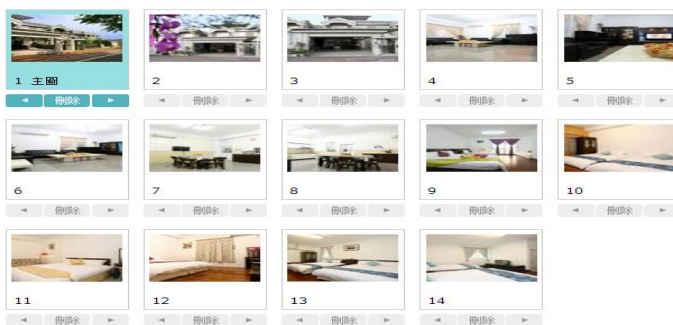 1 主圖
2
3
4
5
◄ 刪除 ►
◄ 刪除 ►
◄ 刪除 ►
◄ 刪除 ►
◄ 刪除 ►
6
7
8
9
10
◄ 刪除 ►
◄ 刪除 ►
◄ 刪除 ►
◄ 刪除 ►
◄ 刪除 ►
11
12
13
14
◄ 刪除 ►
◄ 刪除 ►
◄ 刪除 ►
◄ 刪除 ►